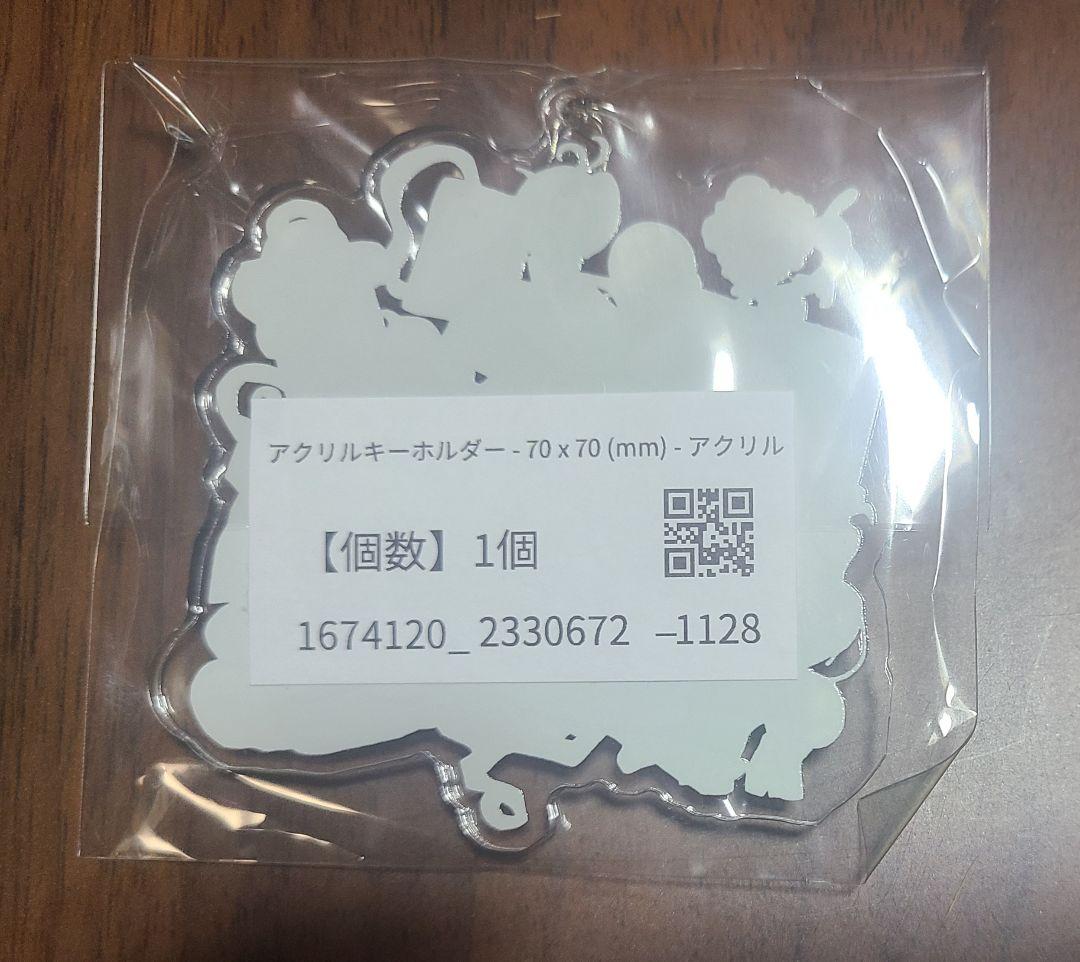 アクリルキーホルダー - 70 x 70 (mm) - アクリル
【個数】 1個
1674120_ 2330672 –1128